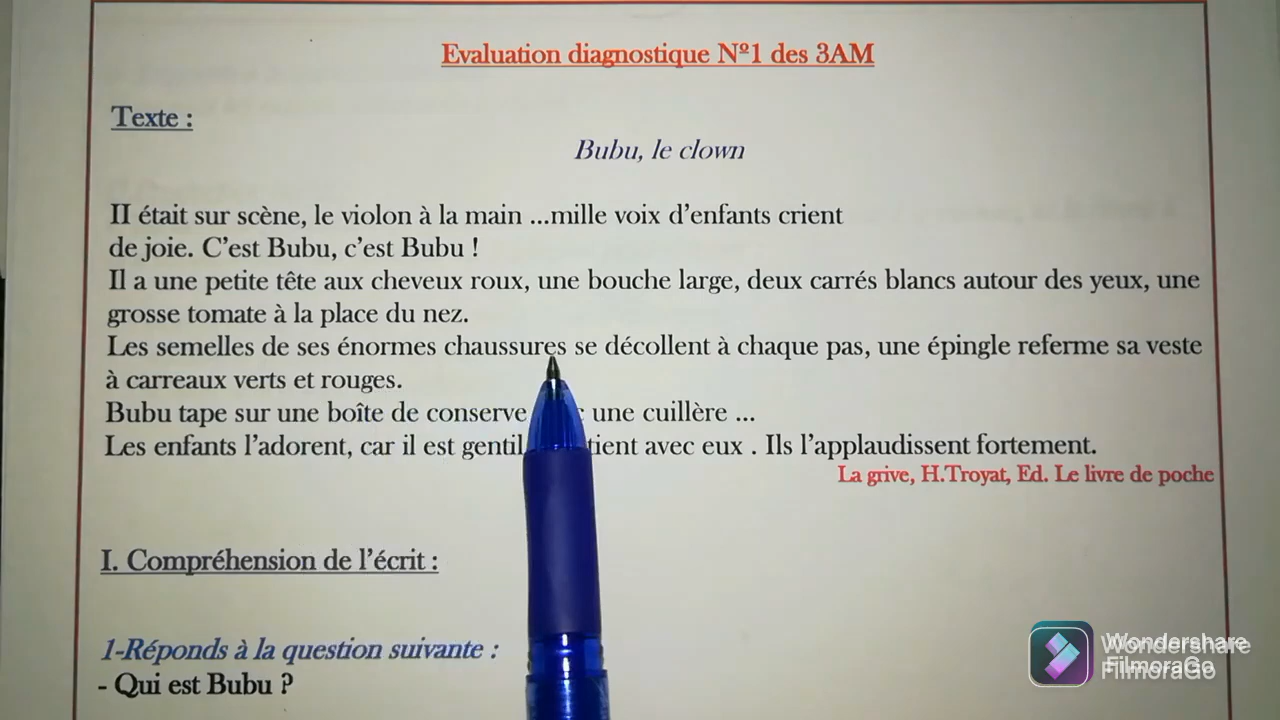 Evaluation diagnostique Nº1 des 3AM
Texte :
Bubu, le clown
II était sur scène, le violon à la main ...mille voix d'enfants crient
de joie. C'est Bubu, c'est Bubu !
Il a une petite tête aux cheveux roux, une bouche large, deux carrés blancs autour des yeux, une
grosse tomate à la place du nez.
Les semelles de ses énormes chaussures se décollent à chaque pas, une épingle referme sa veste
à carreaux verts et rouges.
Bubu tape sur une boîte de conserve une cuillère ...
Les enfants l'adorent, car il est gentil avec eux . Ils l'applaudissent fortement.
La grive, H.Troyat, Ed. Le livre de poche
I. Compréhension de l'écrit :
1-Réponds à la question suivante :
- Qui est Bubu ?
Wondershare
FilmoraGo